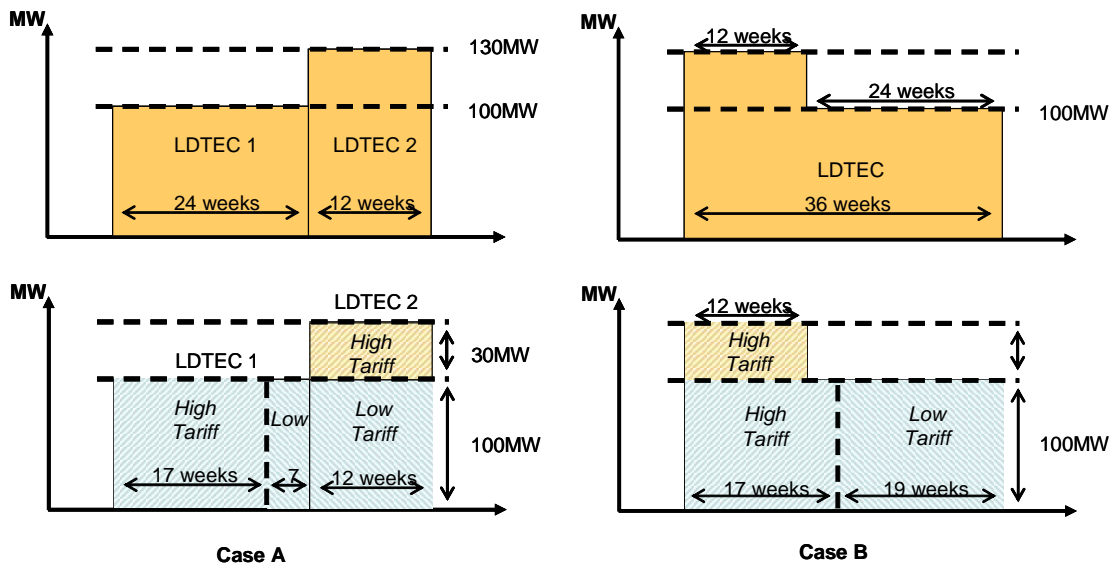 MW
130MW
100MW
LDTEC 1
LDTEC 2
24 weeks
12 weeks
MW
12 weeks
24 weeks
100MW
LDTEC
36 weeks
MW
LDTEC 2
LDTEC 1
High
Tariff
30MW
High
Tariff
Low
Low
Tariff
100MW
17 weeks
7
12 weeks
Case A
MW
12 weeks
High
Tariff
High
Tariff
Low
Tariff
100MW
17 weeks
19 weeks
Case B